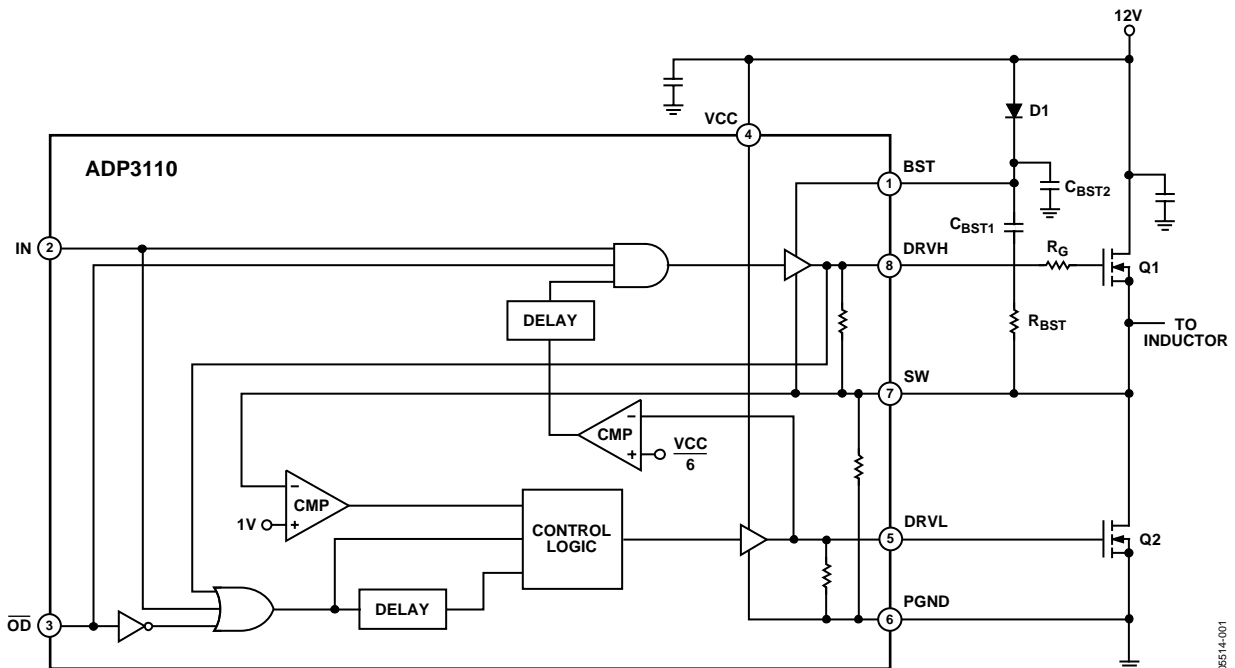 12V
D1
VCC
4
ADP3110
BST
1
CBST2
CBST1
IN 2
DRVH
8
RG
Q1
DELAY
RBST
TO
INDUCTOR
SW
7
−
CMP
+
VCC
6
−
CMP
1V +
CONTROL
LOGIC
DRVL
5
Q2
DELAY
PGND
6
OD 3
05514-001